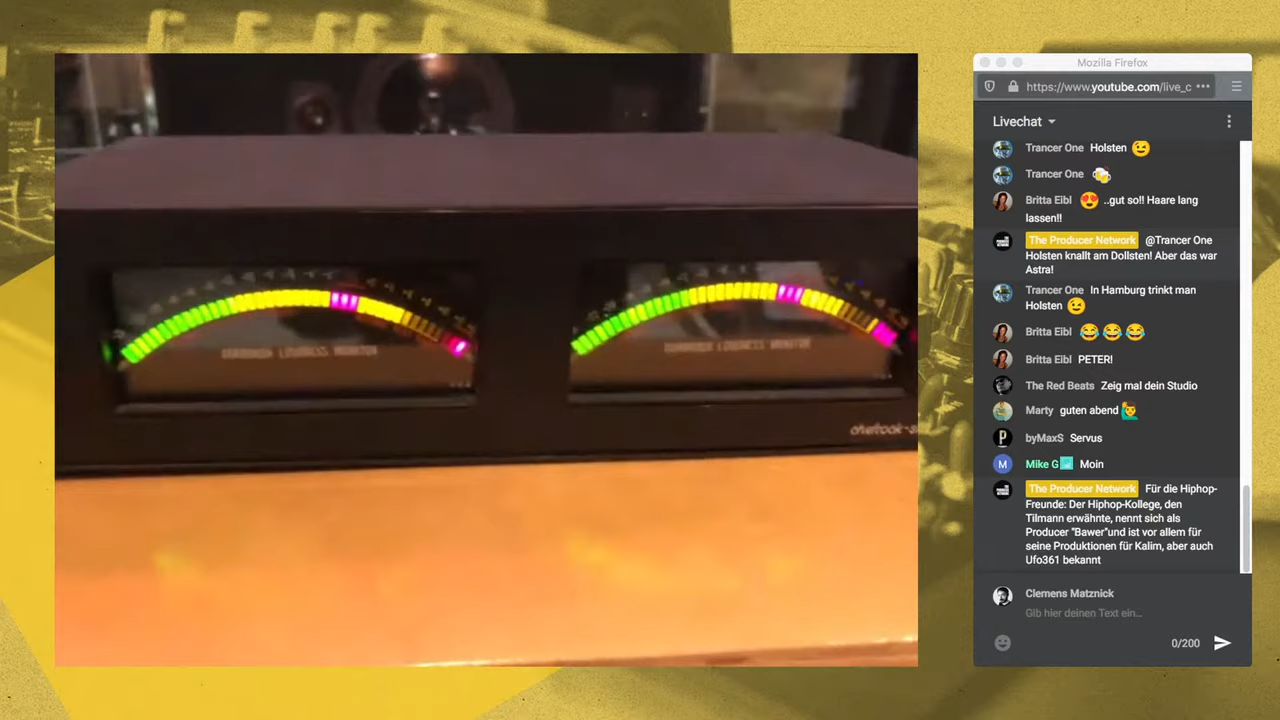 Mozilla Firefox
https://www.youtube.com/live_c
Livechat
Trancer One Holsten 😉
Trancer One 🍻
Britta Eibl 😍 ..gut so!! Haare lang
lassen!!
The Producer Network @Trancer One
Holsten knallt am Dollsten! Aber das war
Astra!
Trancer One In Hamburg trinkt man
Holsten 😉
Britta Eibl 😂😂😂
Britta Eibl PETER!
The Red Beats Zeig mal dein Studio
Marty guten abend 🙋‍♂️
byMaxS Servus
Mike G Moin
The Producer Network Für die Hiphop-
Freunde: Der Hiphop-Kollege, den
Tilmann erwähnte, nennt sich als
Producer "Bawer"und ist vor allem für
seine Produktionen für Kalim, aber auch
Ufo361 bekannt
Clemens Matznick
Gib hier deinen Text ein...
0/200
LOUDNESS MONITOR
LOUDNESS MONITOR